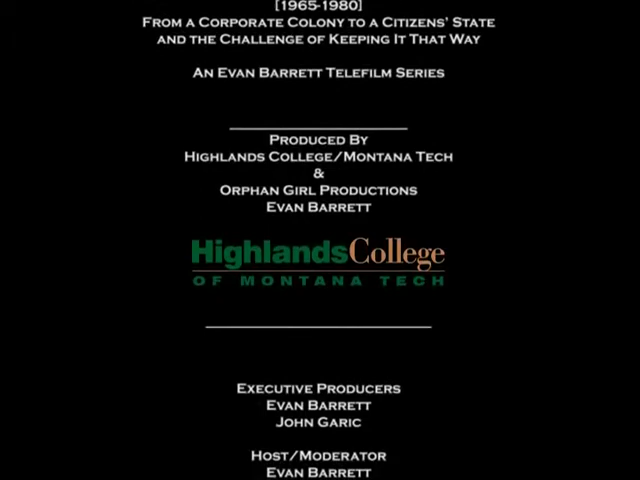 [1965-1980]
From a Corporate Colony to a Citizens' State
and the Challenge of Keeping It That Way
An Evan Barrett Telefilm Series
Produced By
Highlands College/Montana Tech
&
Orphan Girl Productions
Evan Barrett
HighlandsCollege
OF MONTANA TECH
Executive Producers
Evan Barrett
John Garic
Host/Moderator
Evan Barrett